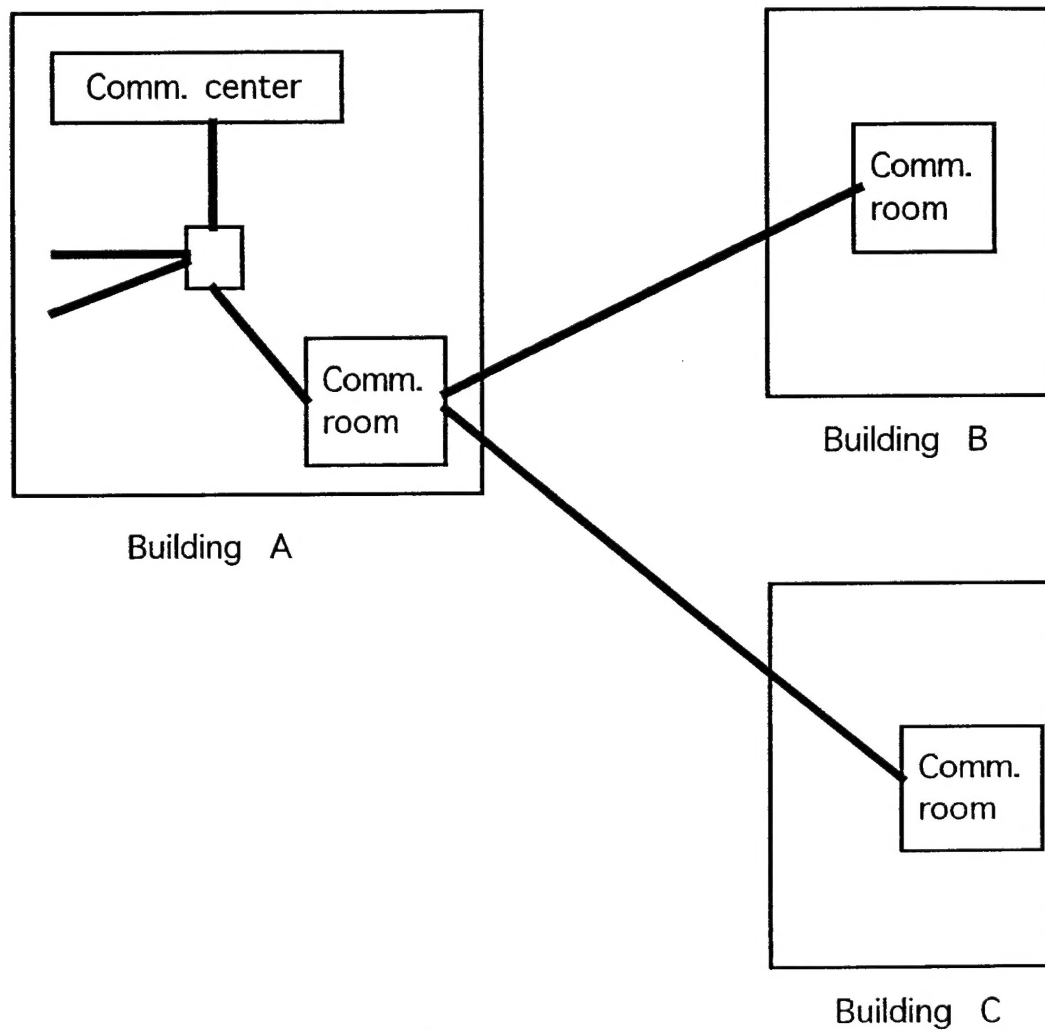 Comm. center
Comm.
room
Building A
Comm.
room
Building B
Comm.
room
Building C